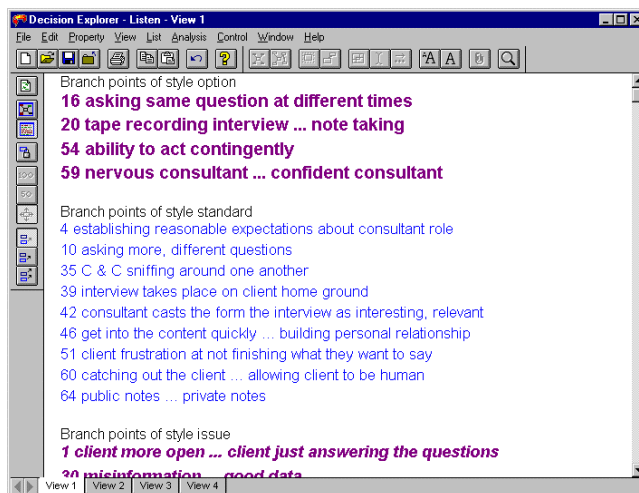 Decision Explorer - Listen - View 1
File Edit Property View List Analysis Control Window Help
Branch points of style option
16 asking same question at different times
20 tape recording interview ... note taking
54 ability to act contingently
59 nervous consultant ... confident consultant
Branch points of style standard
4 establishing reasonable expectations about consultant role
10 asking more, different questions
35 C & C sniffing around one another
39 interview takes place on client home ground
42 consultant casts the form the interview as interesting, relevant
46 get into the content quickly ... building personal relationship
51 client frustration at not finishing what they want to say
60 catching out the client ... allowing client to be human
64 public notes ... private notes
Branch points of style issue
1 client more open ... client just answering the questions
30 misinformation ... good data
View 1 View 2 View 3 View 4
A A
100
50